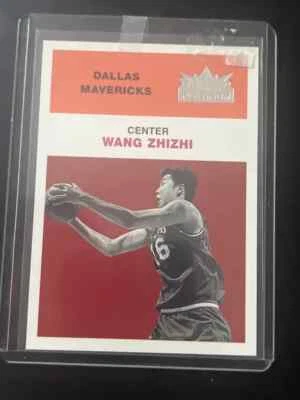 DALLAS
MAVERICKS
CENTER
WANG ZHIZHI
16